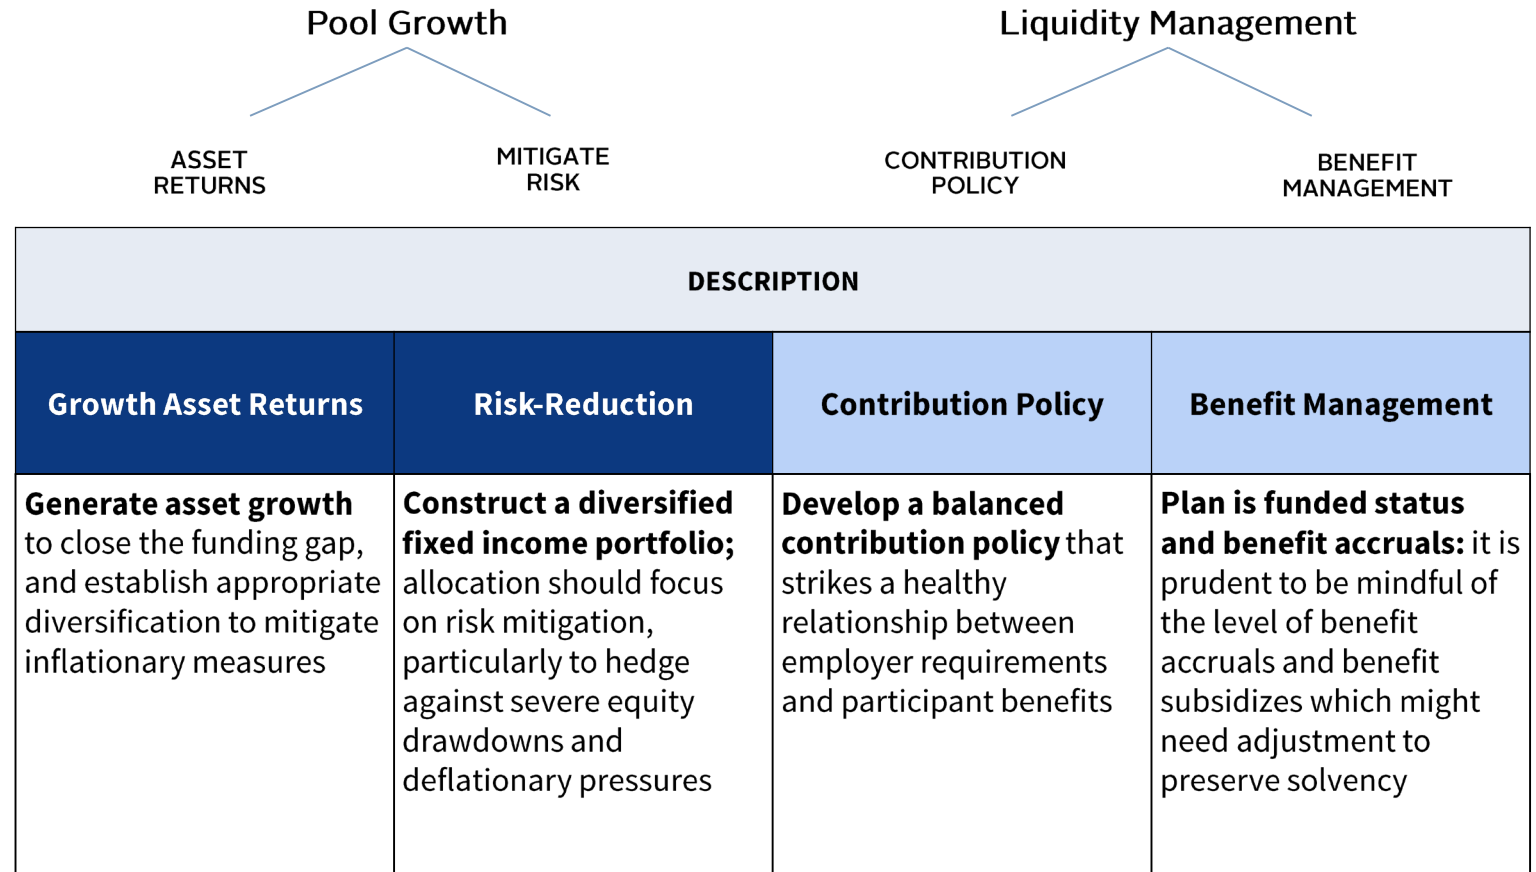 Pool Growth
Liquidity Management
ASSET
RETURNS
MITIGATE
RISK
CONTRIBUTION
POLICY
BENEFIT
MANAGEMENT
DESCRIPTION
Growth Asset Returns
Risk-Reduction
Contribution Policy
Benefit Management
Generate asset growth
to close the funding gap,
and establish appropriate
diversification to mitigate
inflationary measures
Construct a diversified
fixed income portfolio;
allocation should focus
on risk mitigation,
particularly to hedge
against severe equity
drawdowns and
deflationary pressures
Develop a balanced
contribution policy that
strikes a healthy
relationship between
employer requirements
and participant benefits
Plan is funded status
and benefit accruals: it is
prudent to be mindful of
the level of benefit
accruals and benefit
subsidizes which might
need adjustment to
preserve solvency